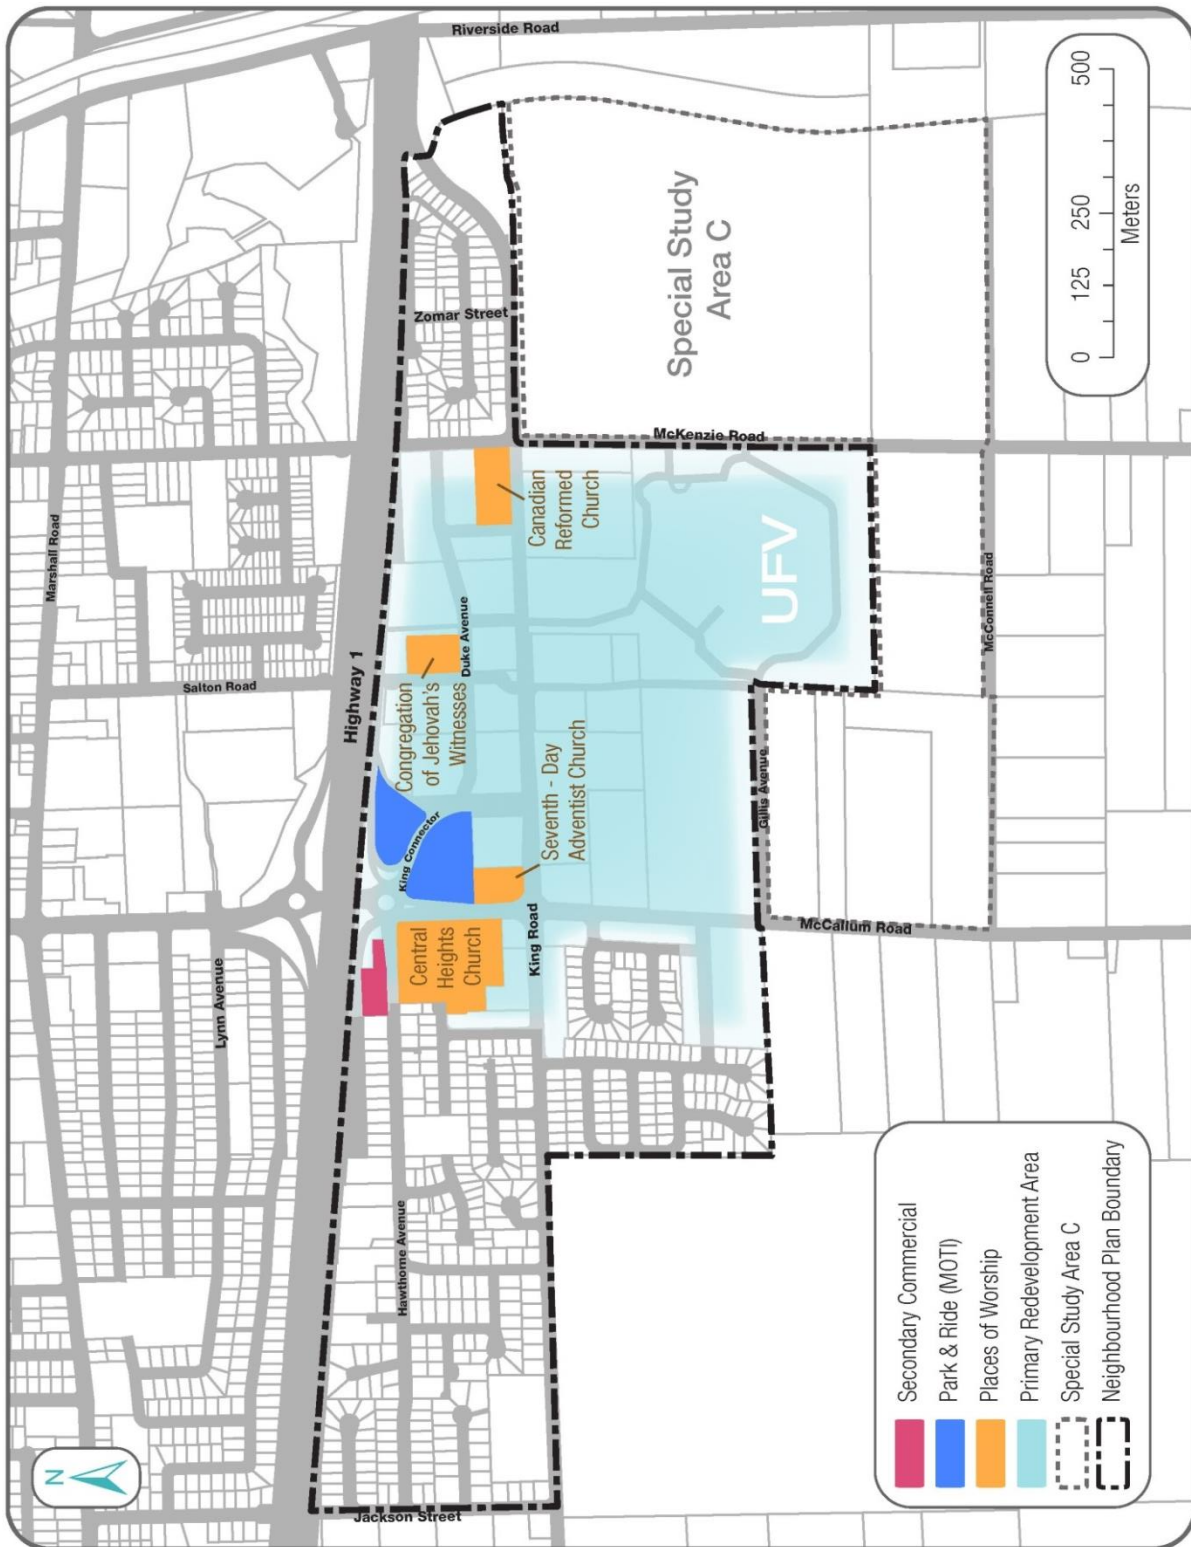 N
Riverside Road
Marshall Road
Salton Road
Lynn Avenue
Highway 1
Zomar Street
Hawthorne Avenue
Jackson Street
King Connector
Duke Avenue
King Road
McKenzie Road
Gillis Avenue
McCallum Road
McConnell Road
Central
Heights
Church
Congregation
of Jehovah's
Witnesses
Seventh - Day
Adventist Church
Canadian
Reformed
Church
UFV
Special Study
Area C
Secondary Commercial
Park & Ride (MOTI)
Places of Worship
Primary Redevelopment Area
Special Study Area C
Neighbourhood Plan Boundary
0 125 250 500
Meters